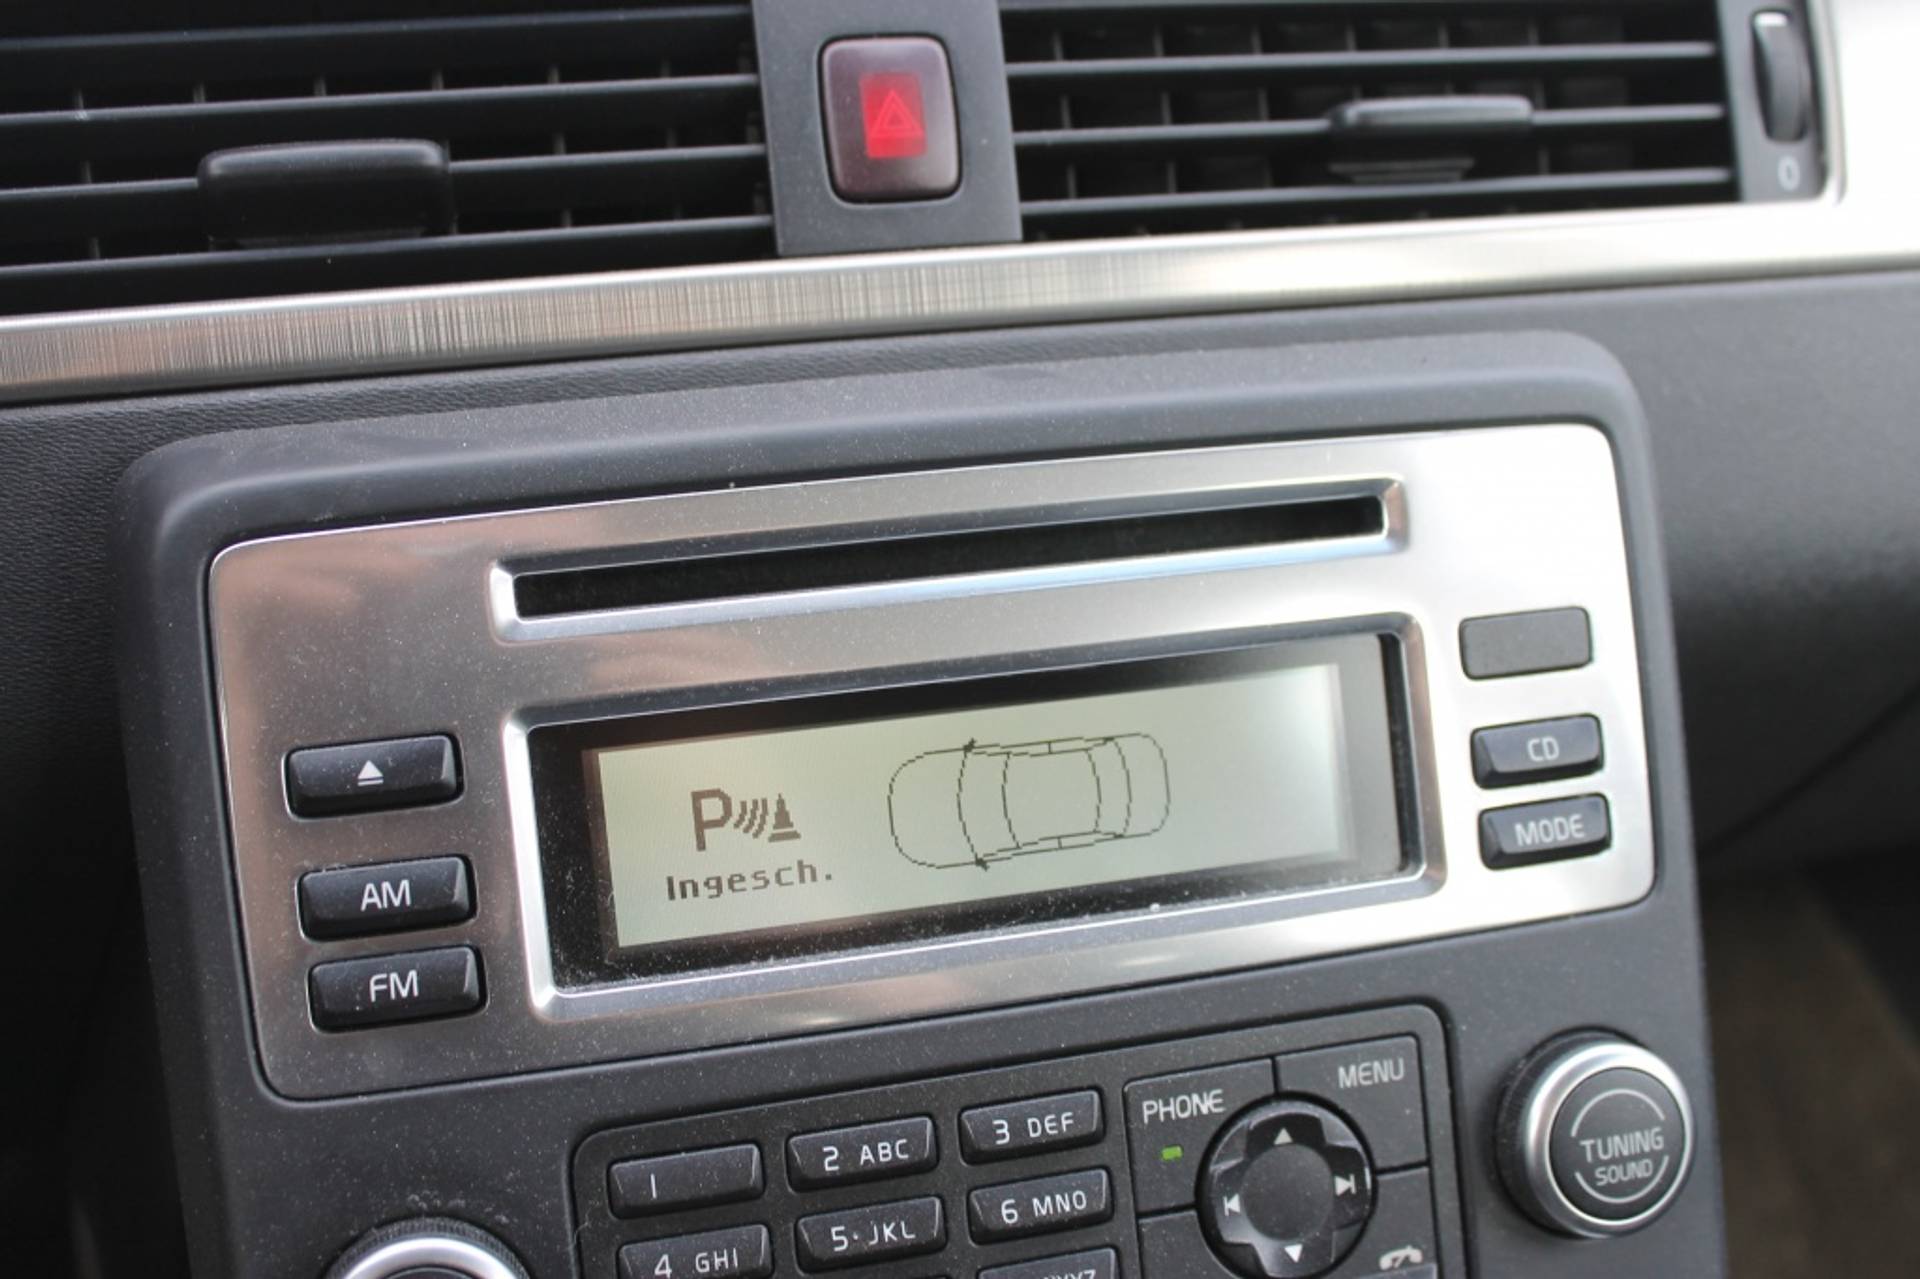 0
CD
P
MODE
Ingesch.
AM
FM
MENU
PHONE
3 DEF
2 ABC
1
TUNING
SOUND
6 MNO
5 · JKL
4 GHI